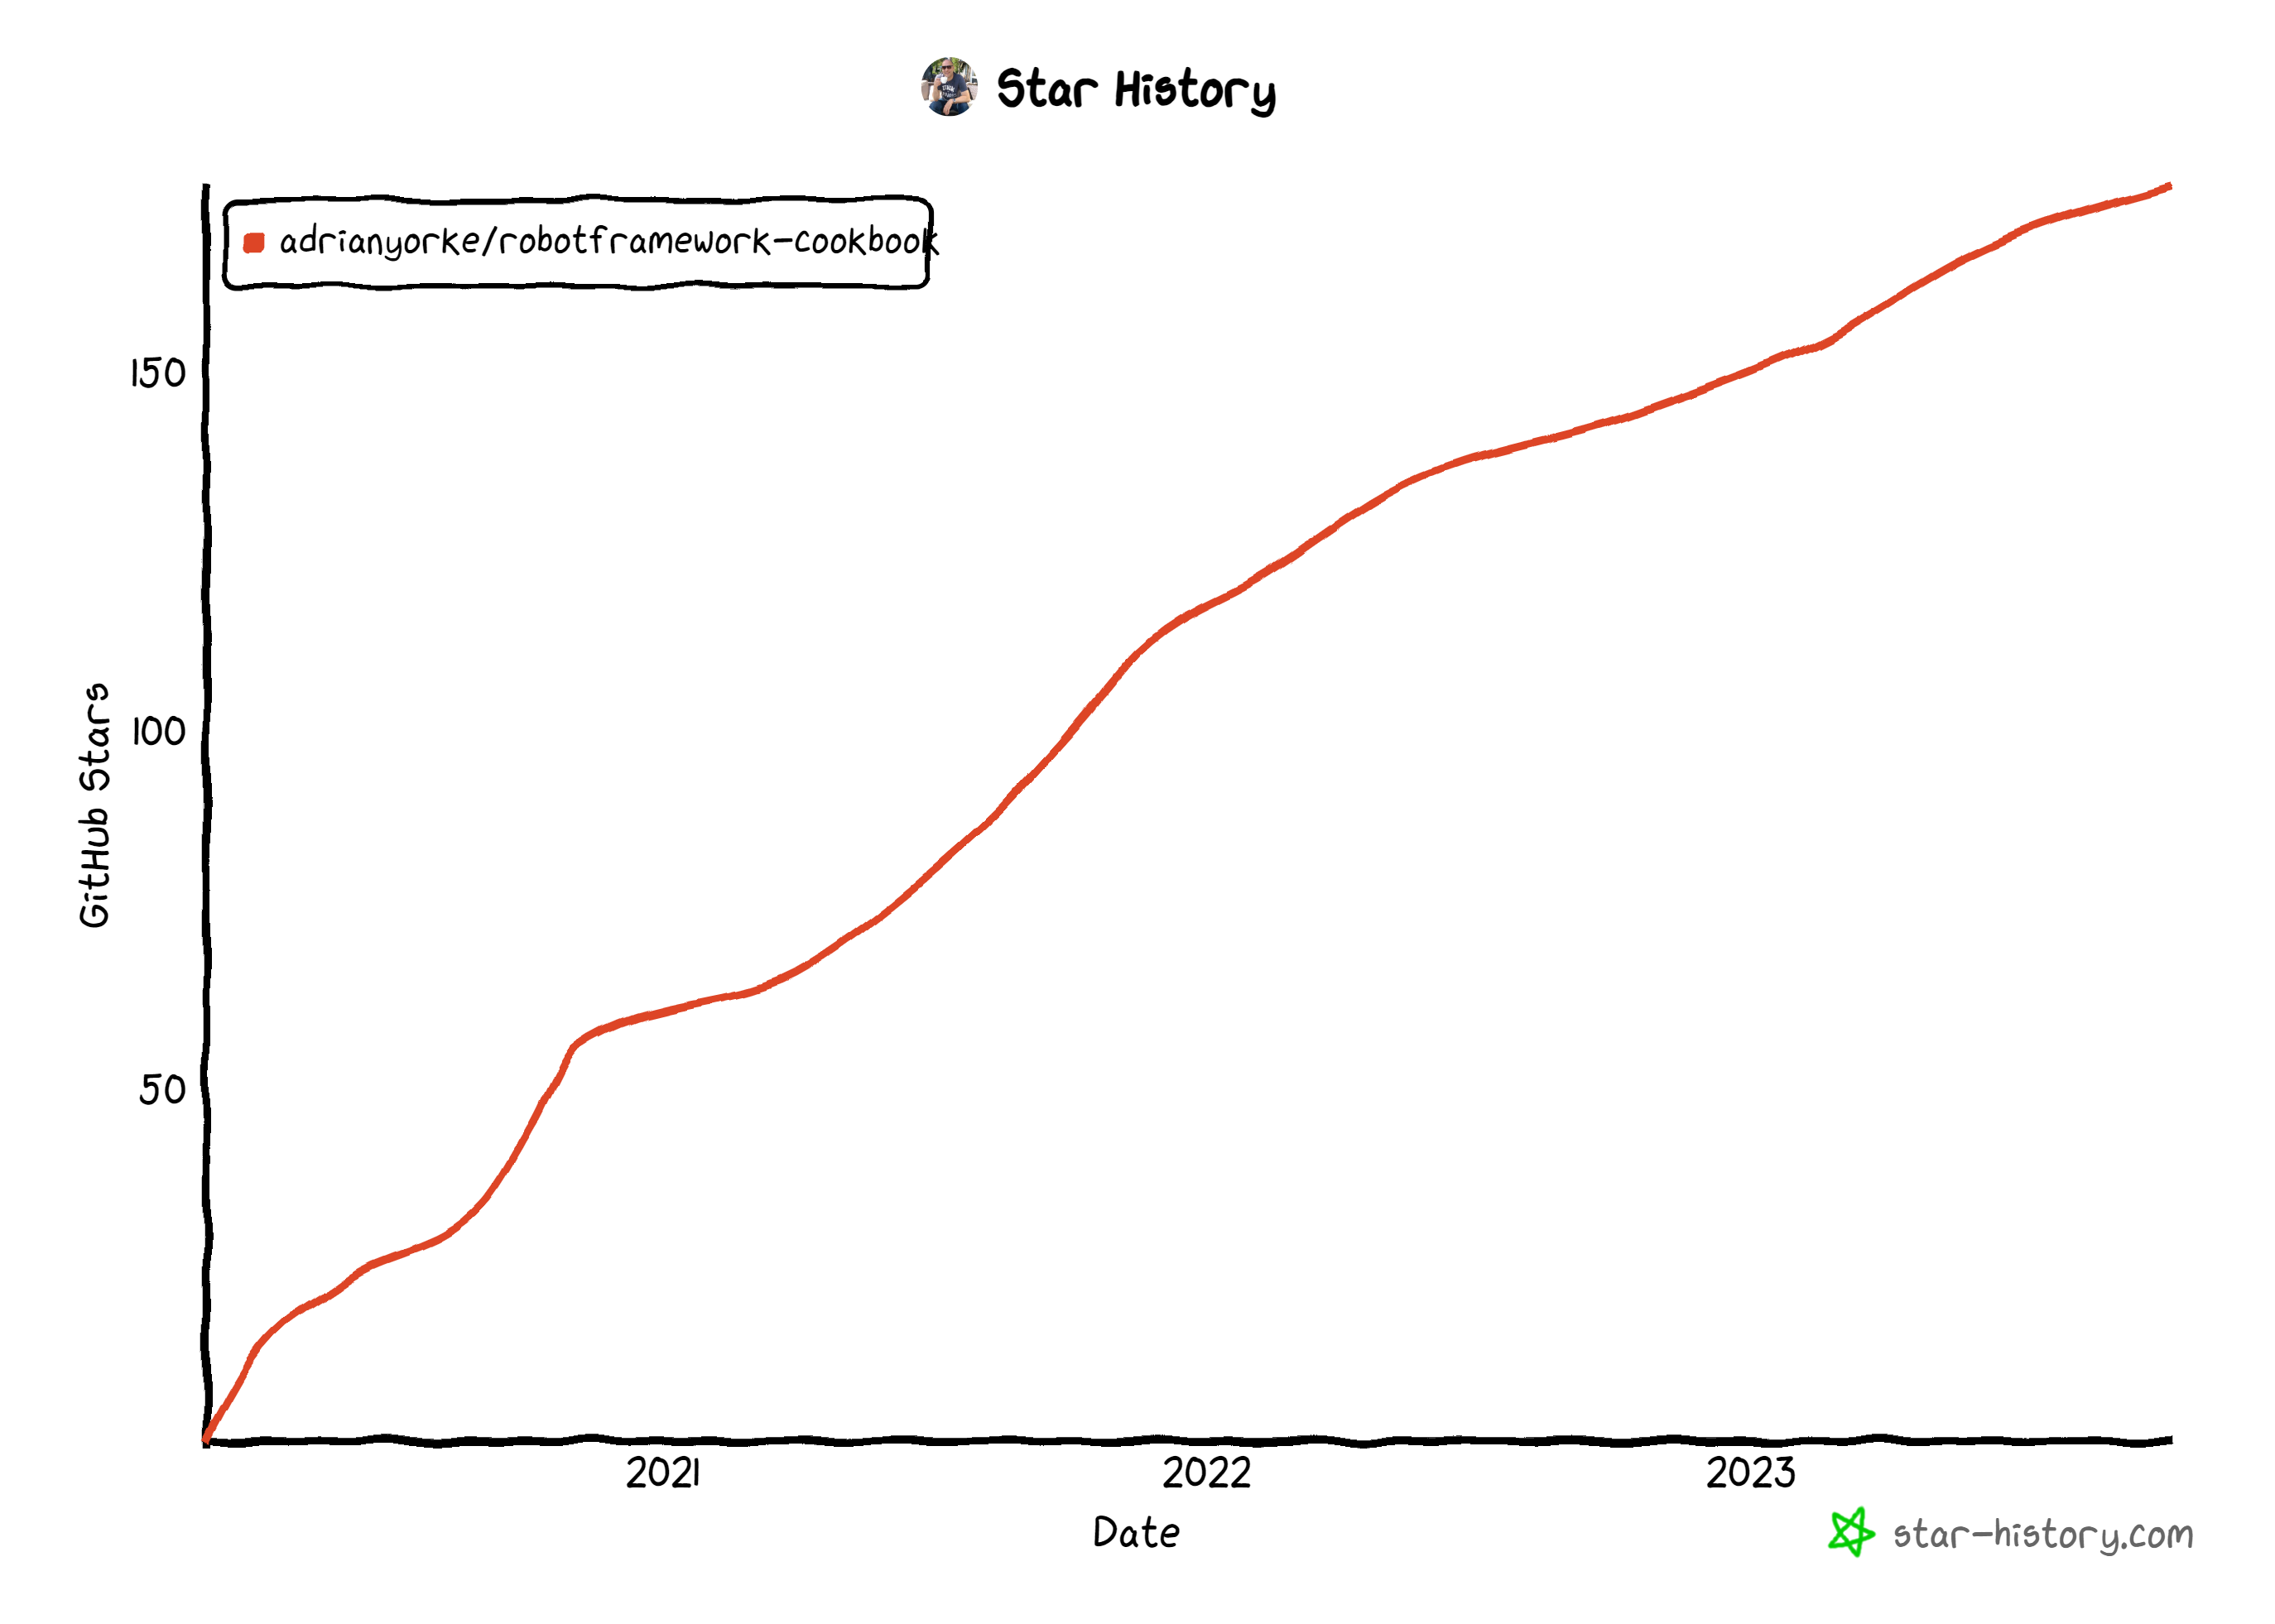 Star History
adrianyorke/robotframework-cookbook
150
100
50
GitHub Stars
2021 2022 2023
Date
star-history.com